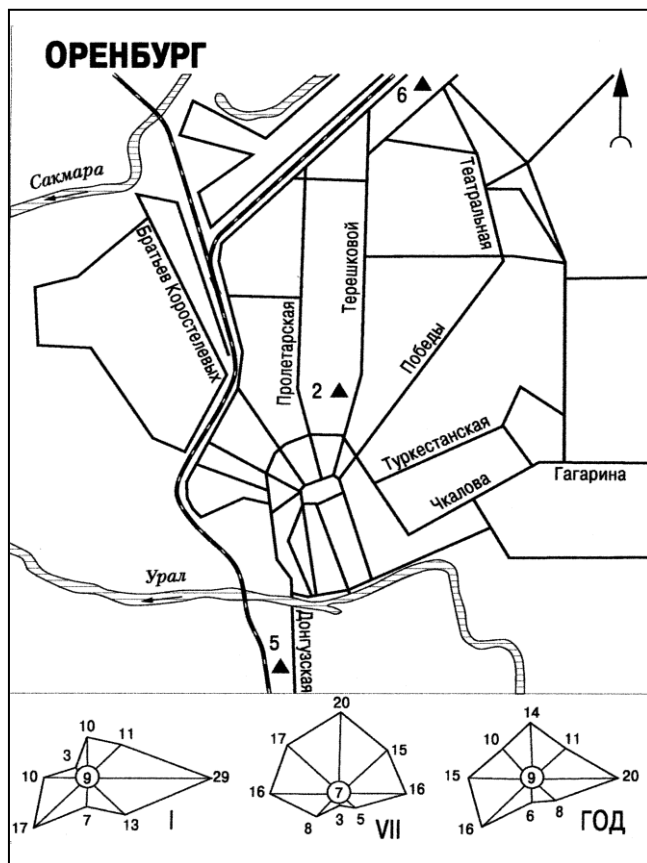 ОРЕНБУРГ
6
Сакмара
Театральная
Братьев Коростелевых
Терешковой
Пролетарская
Победы
2
Туркестанская
Гагарина
Чкалова
Урал
5
Донгузская
10
11
3
10
9
29
17
7
13
I
20
17
15
16
7
16
8
3
5
VII
14
10
11
15
9
20
16
6
8
ГОД